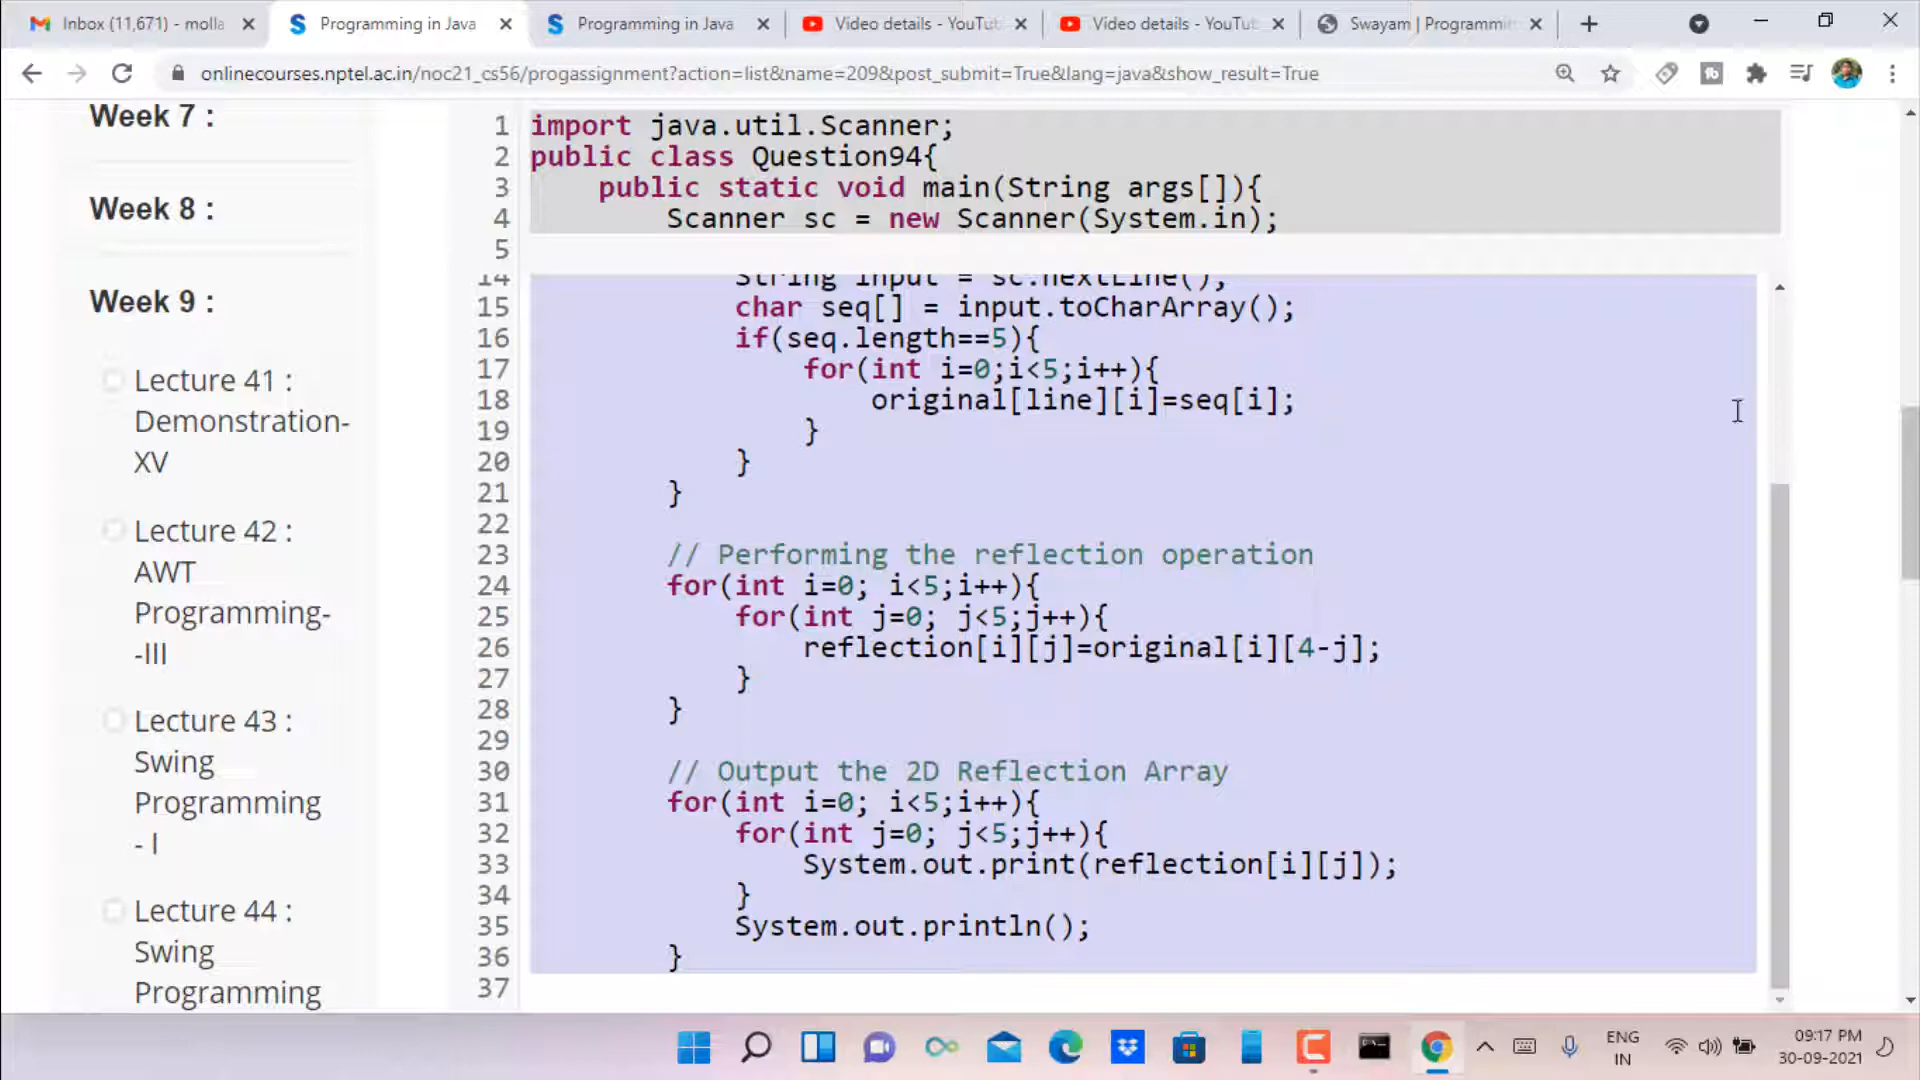 Inbox (11,671) - molla
Programming in Java
Programming in Java
Video details - YouTu
Video details - YouTu
Swayam | Programmin
onlinecourses.nptel.ac.in/noc21_cs56/progassignment?action=list&name=209&post_submit=True&lang=java&show_result=True
Week 7 :
Week 8 :
Week 9 :
Lecture 41 :
Demonstration-
XV
Lecture 42 :
AWT
Programming-
-III
Lecture 43 :
Swing
Programming
- I
Lecture 44 :
Swing
Programming
1 import java.util.Scanner;
2 public class Question94{
3 public static void main(String args[]){
4 Scanner sc = new Scanner(System.in);
5
14 String input = sc.nextLine();
15 char seq[] = input.toCharArray();
16 if(seq.length==5){
17 for(int i=0;i<5;i++){
18 original[line][i]=seq[i];
19 }
20 }
21 }
22
23 // Performing the reflection operation
24 for(int i=0; i<5;i++){
25 for(int j=0; j<5;j++){
26 reflection[i][j]=original[i][4-j];
27 }
28 }
29
30 // Output the 2D Reflection Array
31 for(int i=0; i<5;i++){
32 for(int j=0; j<5;j++){
33 System.out.print(reflection[i][j]);
34 }
35 System.out.println();
36 }
37
ENG
IN
09:17 PM
30-09-2021